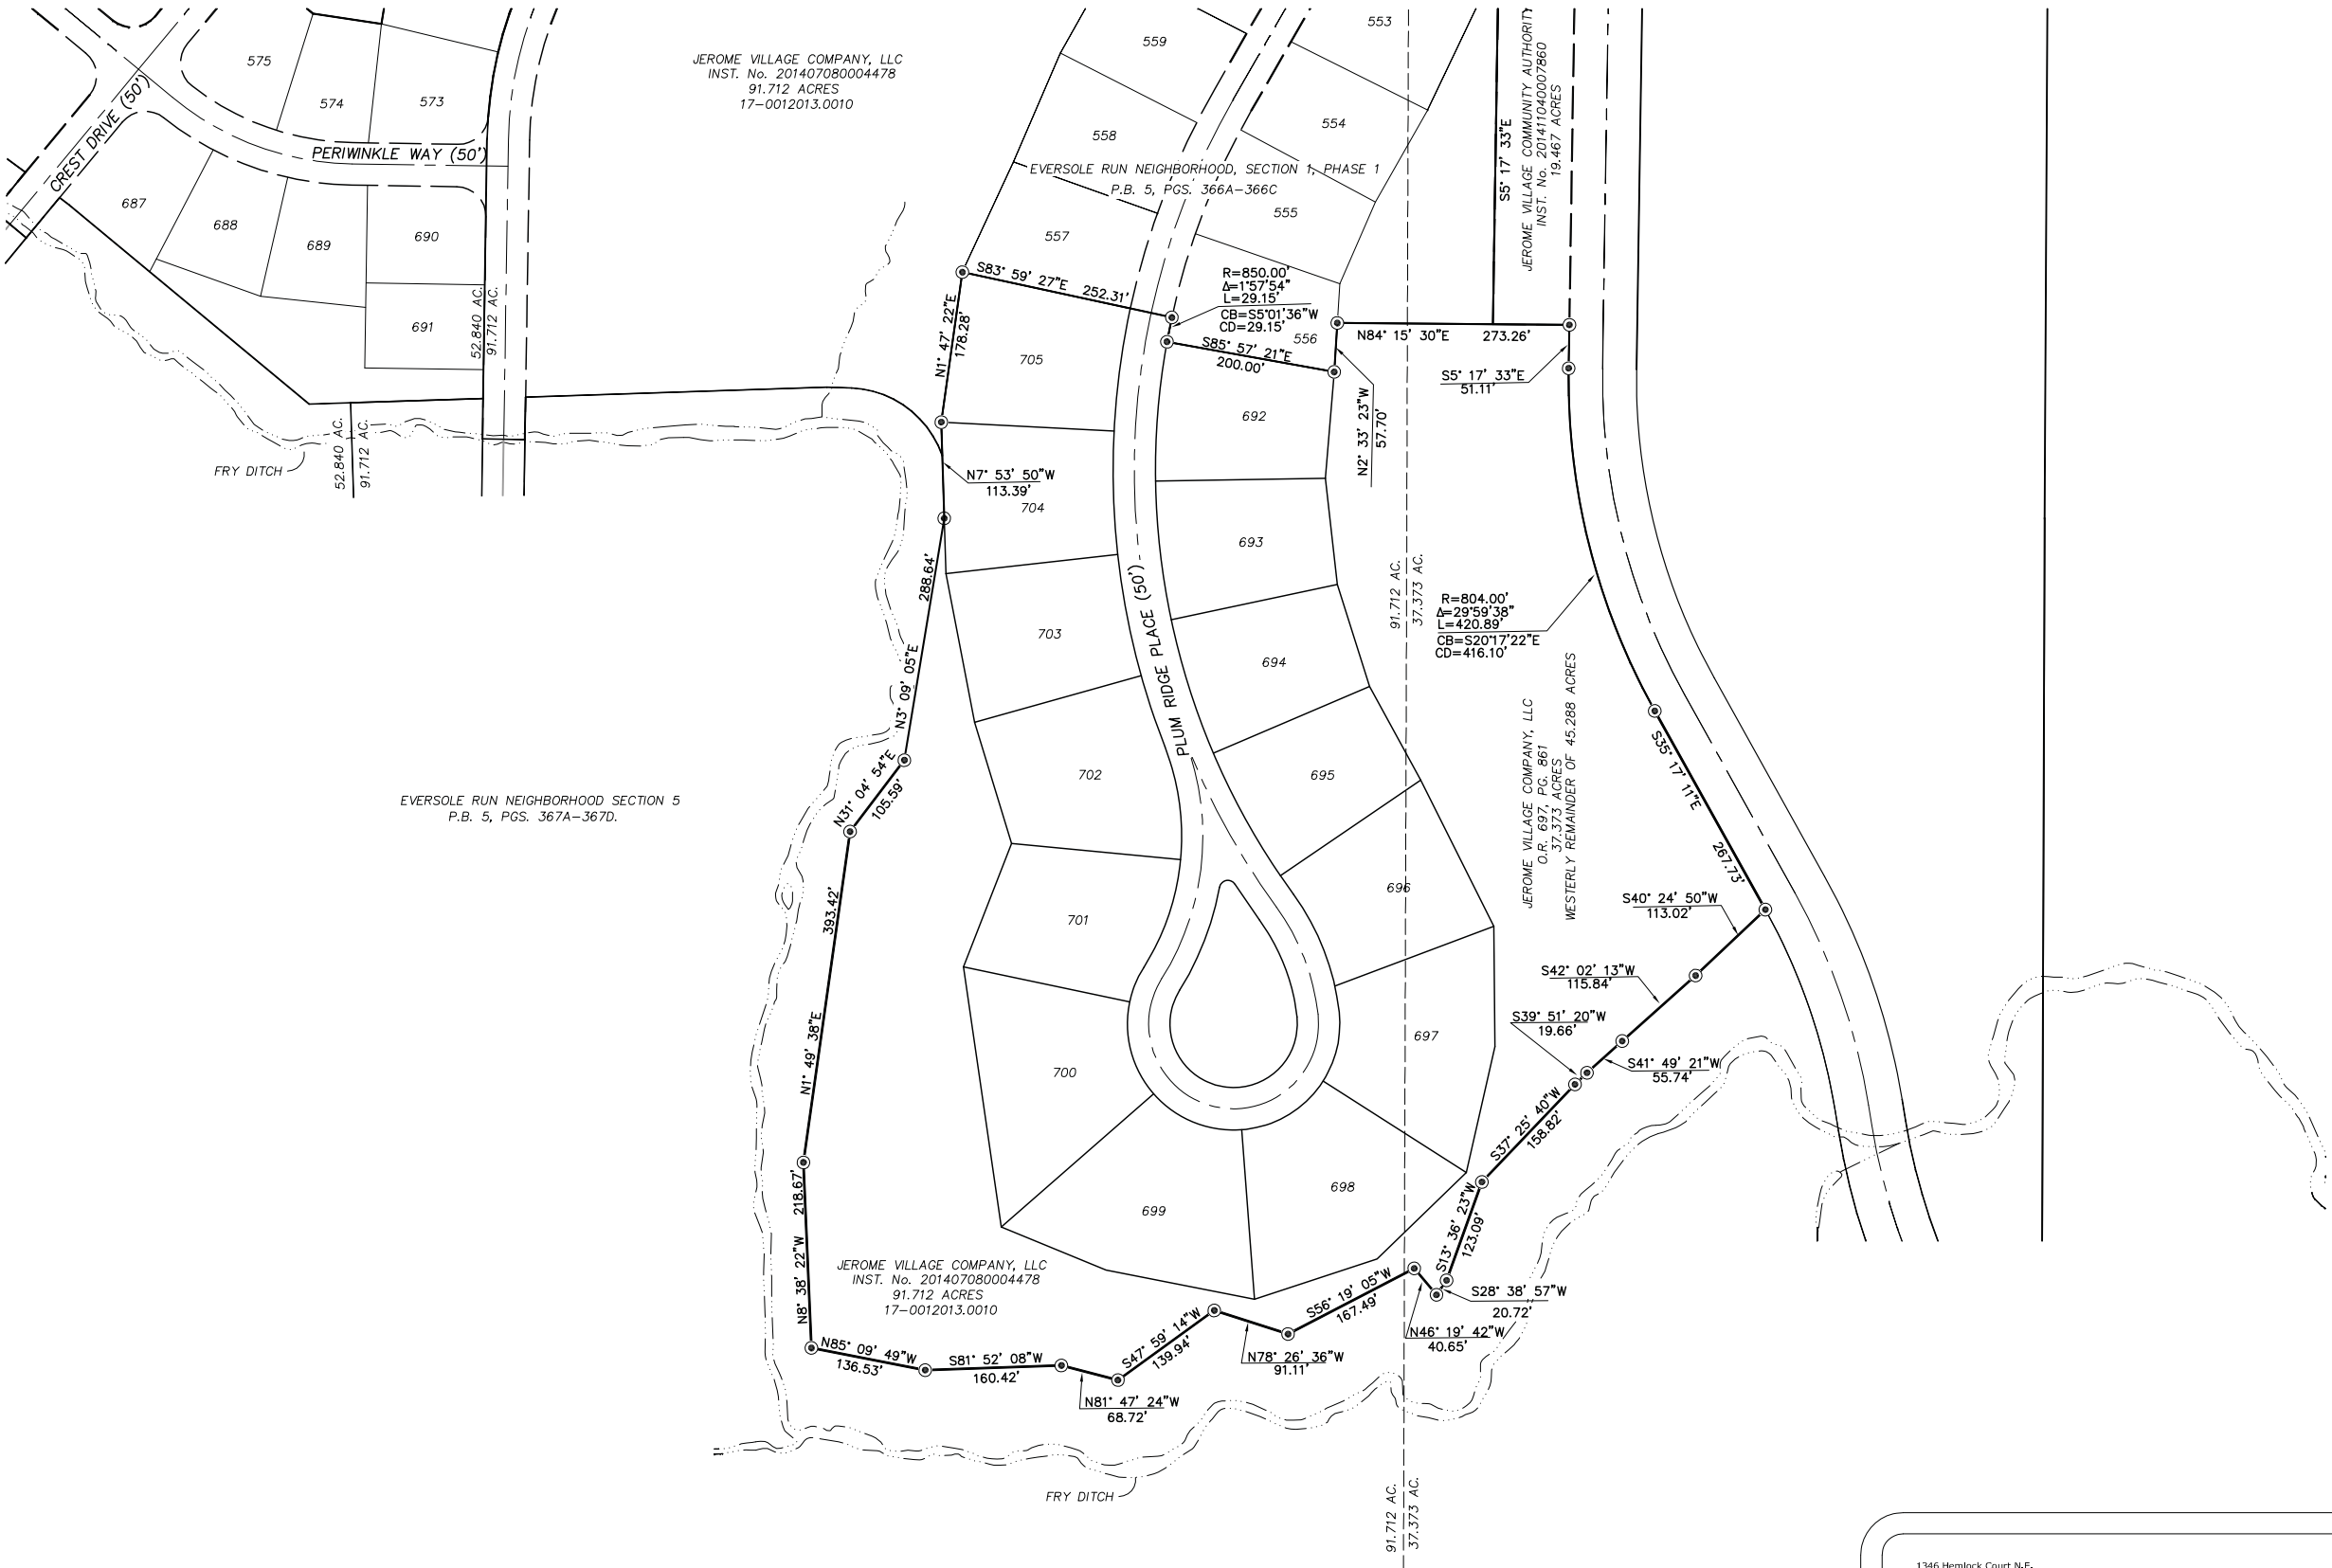 575
574
573
CREST DRIVE (50')
PERIWINKLE WAY (50')
687
688
689
690
691
52.840 AC.
91.712 AC.
52.840 AC.
91.712 AC.
FRY DITCH
JEROME VILLAGE COMPANY, LLC
INST. No. 201407080004478
91.712 ACRES
17-0012013.0010
559
553
558
554
EVERSOLE RUN NEIGHBORHOOD, SECTION 1, PHASE 1
P.B. 5, PGS. 366A-366C
555
557
556
S5° 17' 33"E
JEROME VILLAGE COMMUNITY AUTHORITY
INST. No. 201411040007860
19.467 ACRES
S83° 59' 27"E 252.31'
R=850.00'
Δ=1°57'54"
L=29.15'
CB=S5°01'36"W
CD=29.15'
N84° 15' 30"E 273.26'
S85° 57' 21"E
200.00'
S5° 17' 33"E
51.11'
N2° 33' 23"W
57.70'
N1° 47' 22"E
178.28'
705
692
N7° 53' 50"W
113.39'
704
693
288.64'
N3° 09' 05"E
703
PLUM RIDGE PLACE (50')
694
91.712 AC.
37.373 AC.
R=804.00'
Δ=29°59'38"
L=420.89'
CB=S20°17'22"E
CD=416.10'
JEROME VILLAGE COMPANY, LLC
O.R. 697, PG. 861
37.373 ACRES
WESTERLY REMAINDER OF 45.288 ACRES
S35° 17' 11"E
267.73'
EVERSOLE RUN NEIGHBORHOOD SECTION 5
P.B. 5, PGS. 367A-367D.
N31° 04' 54"E
105.59'
702
695
696
701
393.42'
N1° 49' 38"E
S40° 24' 50"W
113.02'
S42° 02' 13"W
115.84'
S39° 51' 20"W
19.66'
S41° 49' 21"W
55.74'
697
700
S37° 25' 40"W
158.82'
698
699
218.67'
N8° 38' 22"W
S13° 36' 23"W
123.09'
JEROME VILLAGE COMPANY, LLC
INST. No. 201407080004478
91.712 ACRES
17-0012013.0010
S28° 38' 57"W
20.72'
N46° 19' 42"W
40.65'
S56° 19' 05"W
167.49'
N78° 26' 36"W
91.11'
S47° 59' 14"W
139.94'
N85° 09' 49"W
136.53'
S81° 52' 08"W
160.42'
N81° 47' 24"W
68.72'
FRY DITCH
91.712 AC.
37.373 AC.
1346 Hemlock Court N.E.